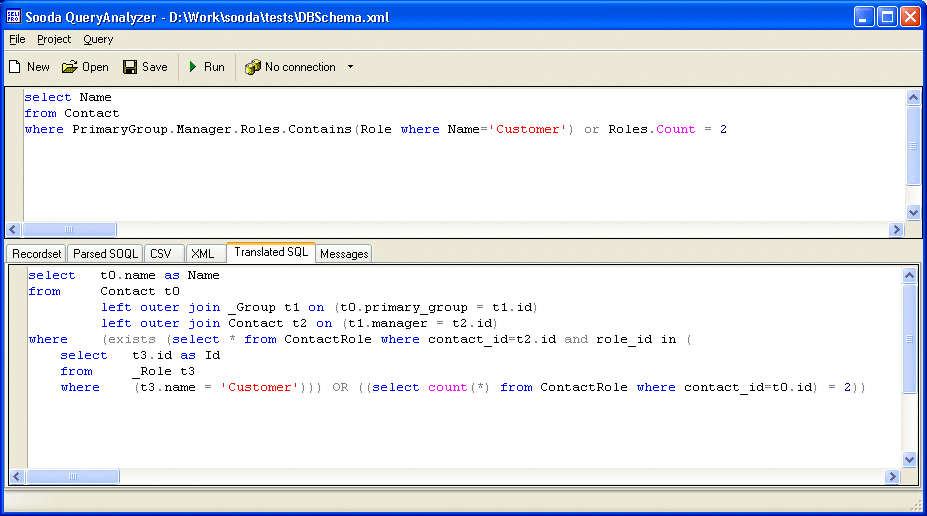 Sooda QueryAnalyzer - D:\Work\sooda\tests\DBSchema.xml
File Project Query
New Open Save Run No connection
select Name
from Contact
where PrimaryGroup.Manager.Roles.Contains(Role where Name='Customer') or Roles.Count = 2
Recordset Parsed SOQL CSV XML Translated SQL Messages
select t0.name as Name
from Contact t0
left outer join _Group t1 on (t0.primary_group = t1.id)
left outer join Contact t2 on (t1.manager = t2.id)
where (exists (select * from ContactRole where contact_id=t2.id and role_id in (
select t3.id as Id
from _Role t3
where (t3.name = 'Customer'))) OR ((select count(*) from ContactRole where contact_id=t0.id) = 2))